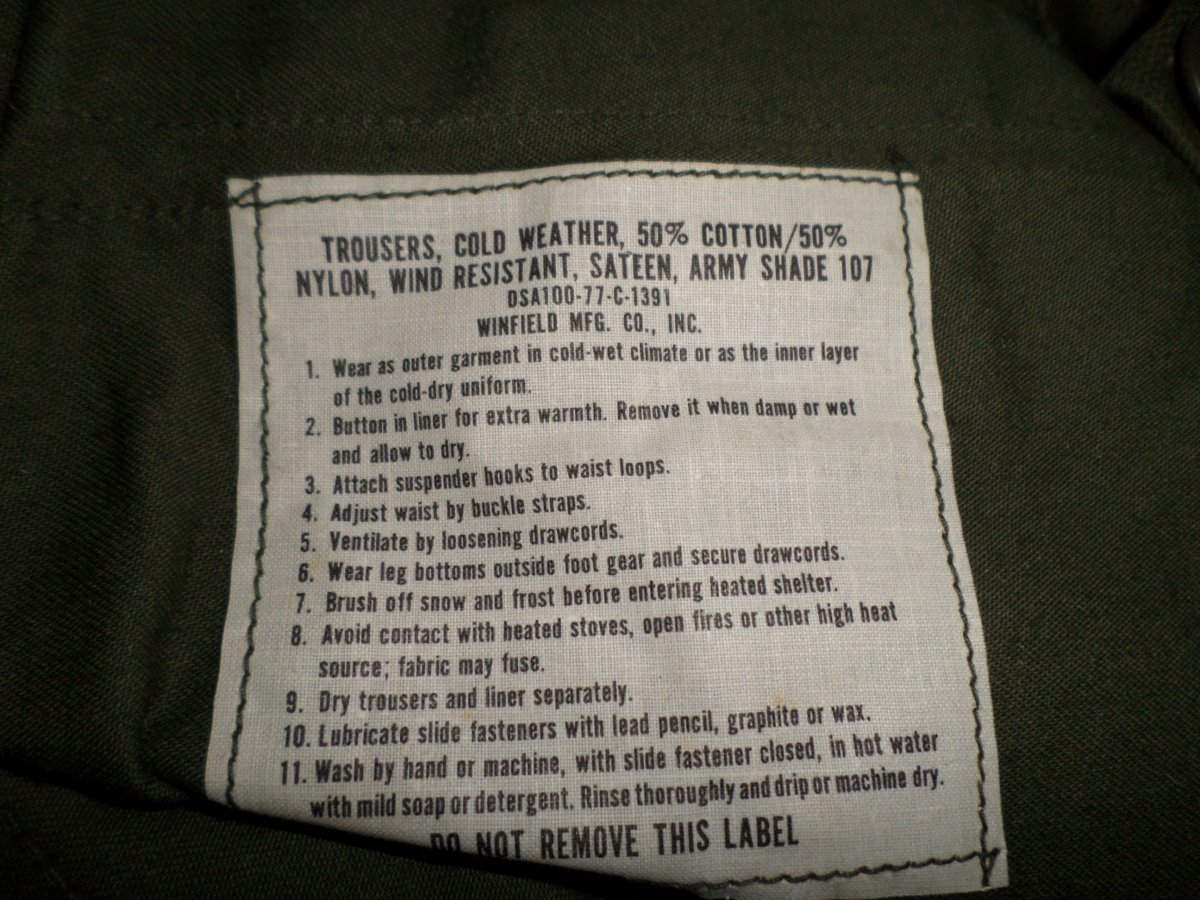 TROUSERS, COLD WEATHER, 50% COTTON/50%
NYLON, WIND RESISTANT, SATEEN, ARMY SHADE 107
DSA100-77-C-1391
WINFIELD MFG. CO., INC.
1. Wear as outer garment in cold-wet climate or as the inner layer
of the cold-dry uniform.
2. Button in liner for extra warmth. Remove it when damp or wet
and allow to dry.
3. Attach suspender hooks to waist loops.
4. Adjust waist by buckle straps.
5. Ventilate by loosening drawcords.
6. Wear leg bottoms outside foot gear and secure drawcords.
7. Brush off snow and frost before entering heated shelter.
8. Avoid contact with heated stoves, open fires or other high heat
source; fabric may fuse.
9. Dry trousers and liner separately.
10. Lubricate slide fasteners with lead pencil, graphite or wax.
11. Wash by hand or machine, with slide fastener closed, in hot water
with mild soap or detergent. Rinse thoroughly and drip or machine dry.
DO NOT REMOVE THIS LABEL